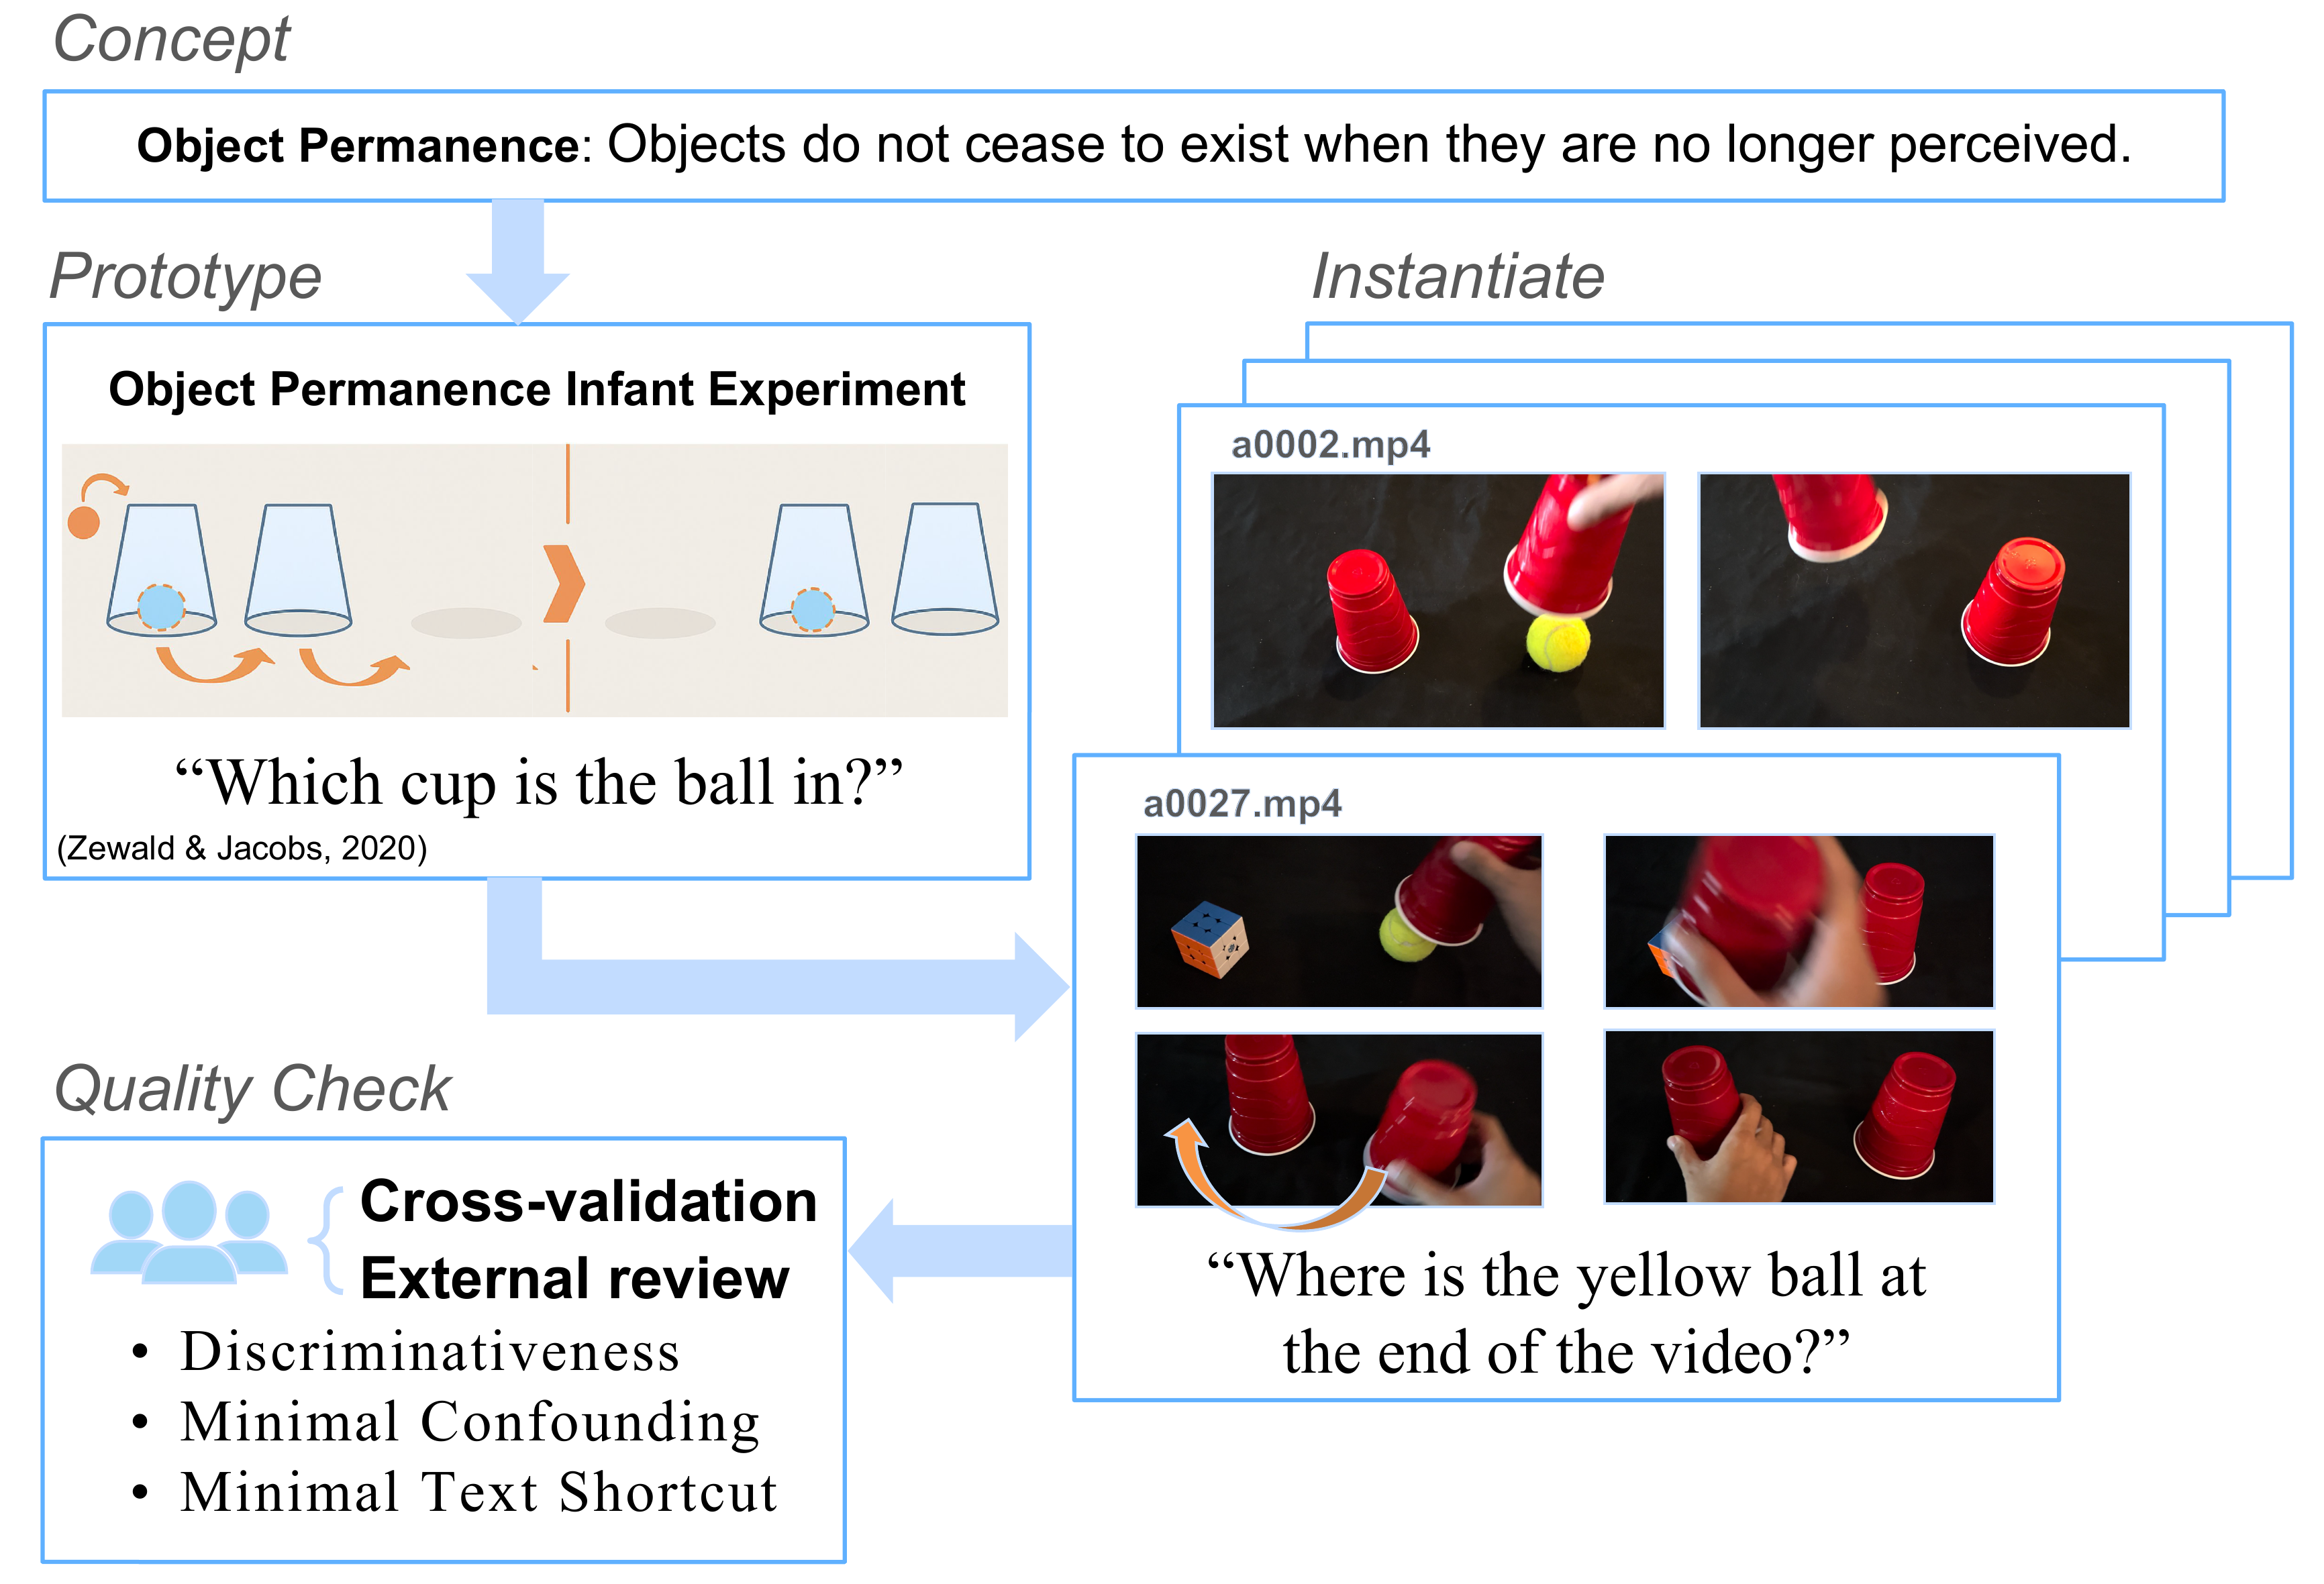 Concept
Object Permanence: Objects do not cease to exist when they are no longer perceived.
Prototype
Object Permanence Infant Experiment
“Which cup is the ball in?”
(Zewald & Jacobs, 2020)
Instantiate
a0002.mp4
a0027.mp4
“Where is the yellow ball at
the end of the video?”
Quality Check
Cross-validation
External review
• Discriminativeness
• Minimal Confounding
• Minimal Text Shortcut